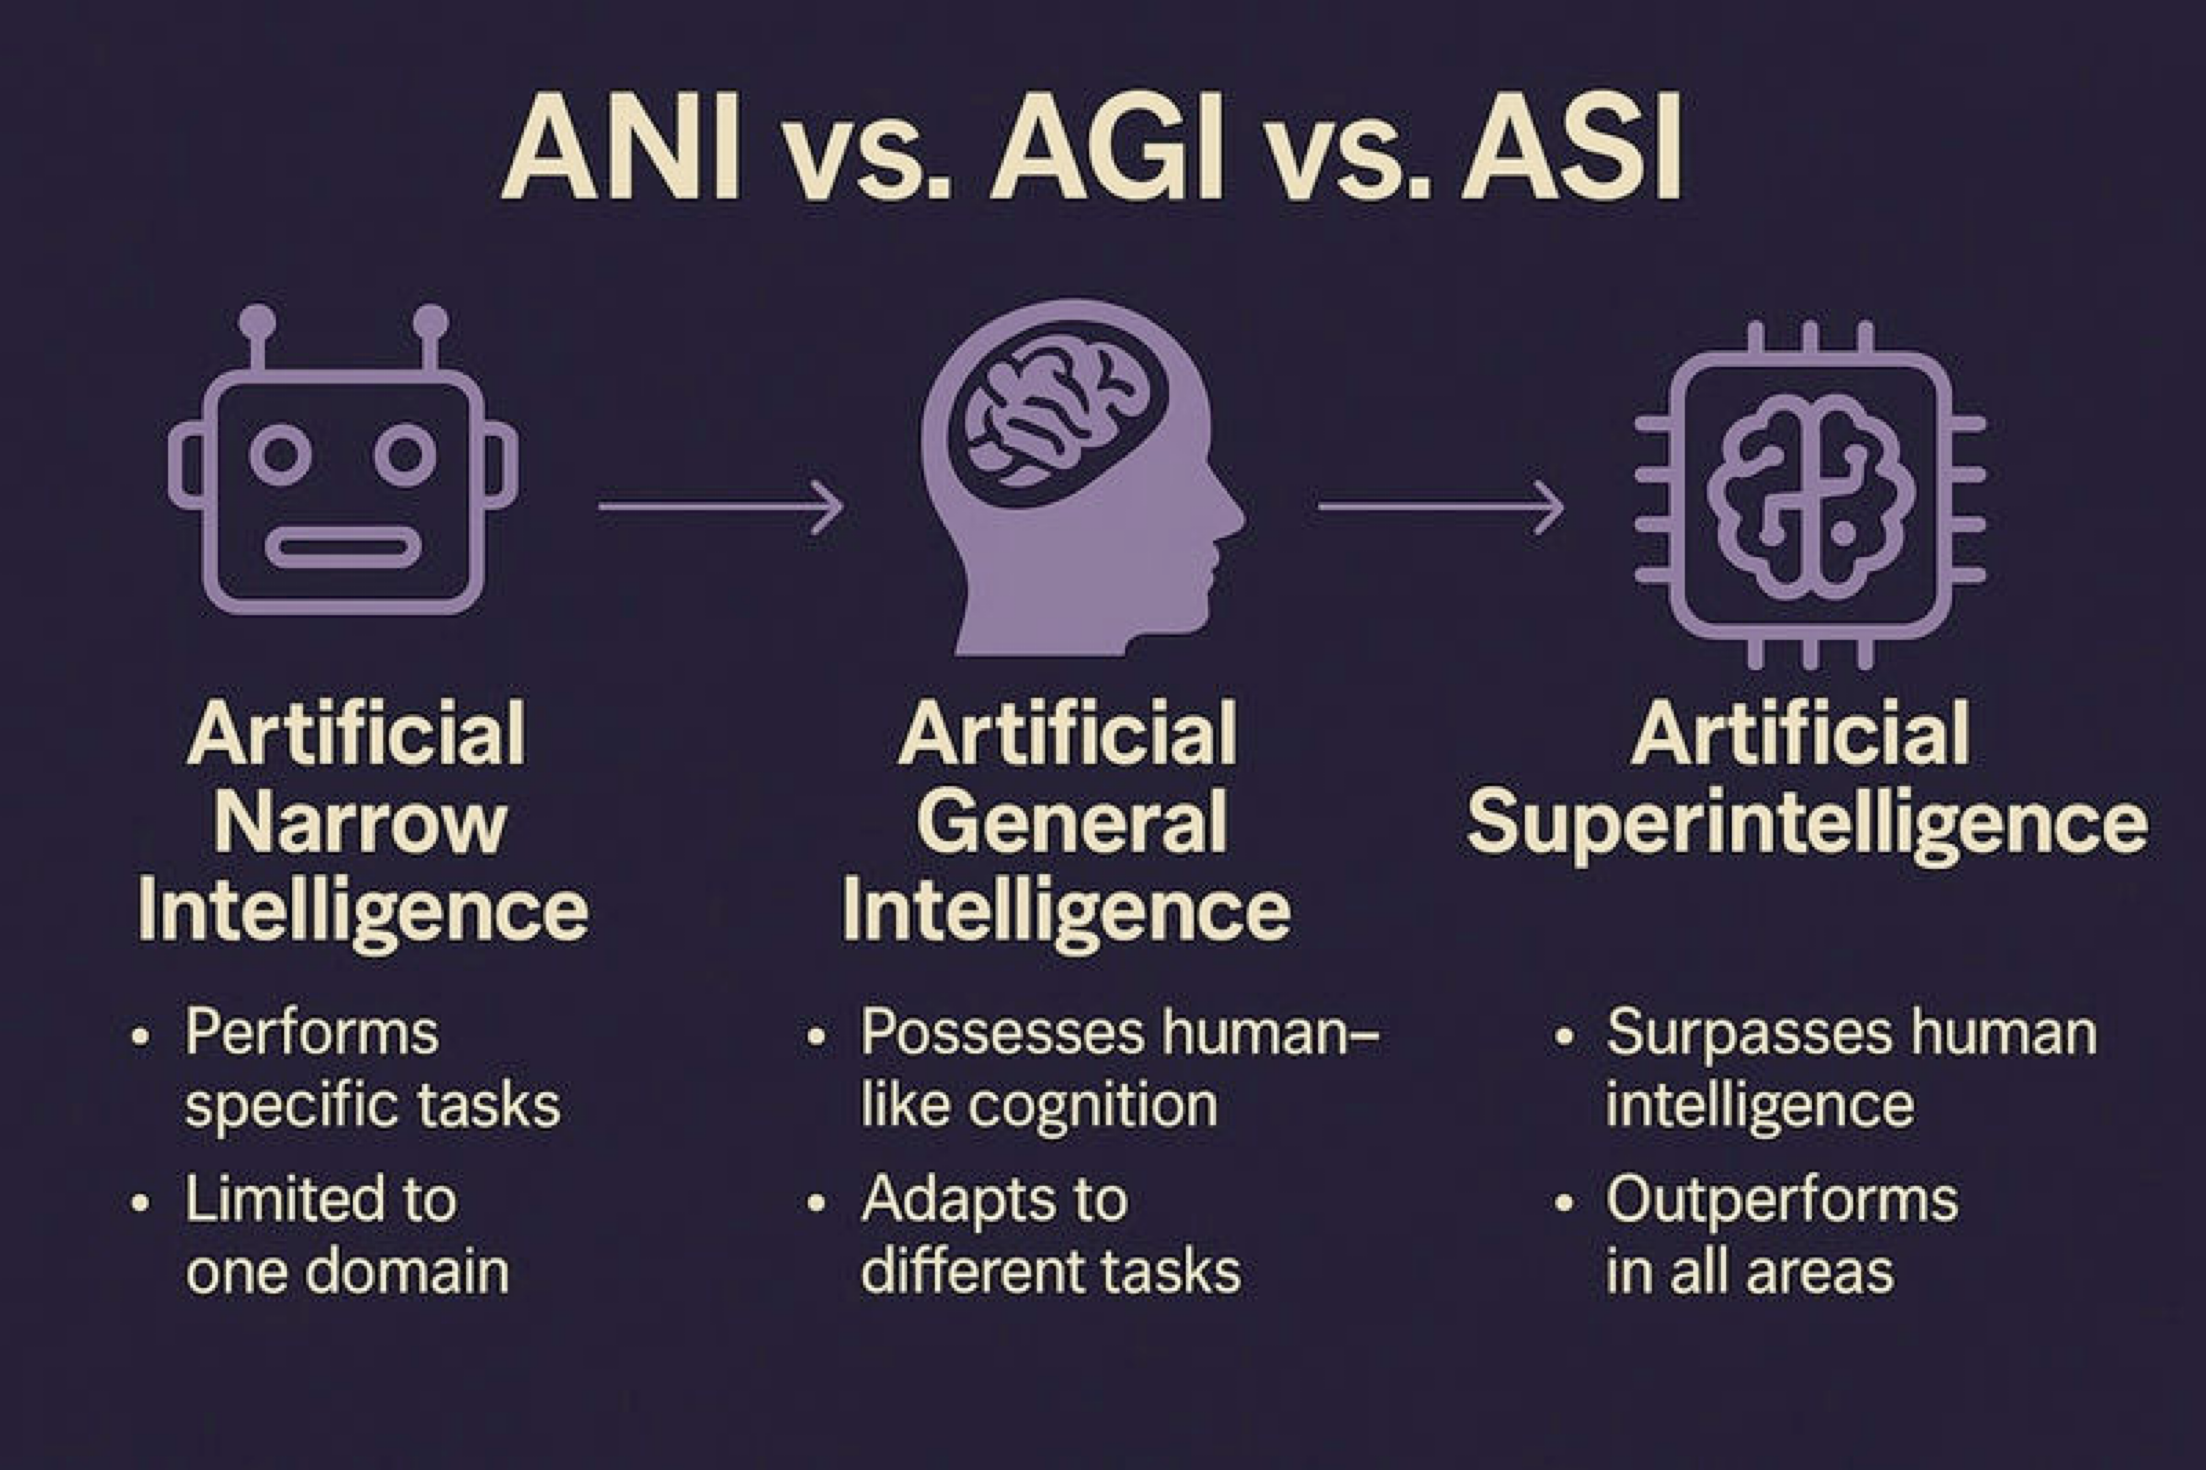 ANI vs. AGI vs. ASI
Artificial
Narrow
Intelligence
• Performs
specific tasks
• Limited to
one domain
Artificial
General
Intelligence
• Possesses human–
like cognition
• Adapts to
different tasks
Artificial
Superintelligence
• Surpasses human
intelligence
• Outperforms
in all areas